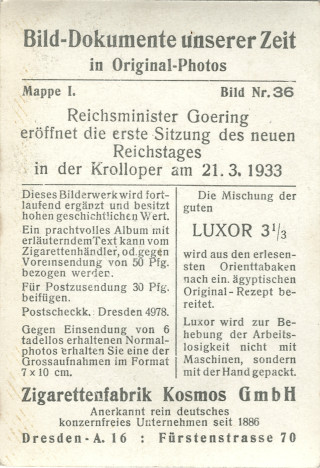 Bild-Dokumente unserer Zeit
in Original-Photos
Mappe I. Bild Nr. 36
Reichsminister Goering
eröffnet die erste Sitzung des neuen
Reichstages
in der Krolloper am 21. 3. 1933
Dieses Bilderwerk wird fort-
laufend ergänzt und besitzt
hohen geschichtlichen Wert.
Ein prachtvolles Album mit
erläuterndem Text kann vom
Zigarettenhändler, od. gegen
Voreinsendung von 50 Pfg.
bezogen werden.
Für Postzusendung 30 Pfg.
beifügen.
Postscheckk. Dresden 4978.
Gegen Einsendung von 6
tadellos erhaltenen Normal-
photos erhalten Sie eine der
Grossaufnahmen im Format
7 x 10 cm.
Die Mischung der
guten
LUXOR 3 1/3
wird aus den erlesen-
sten Orienttabaken
nach ein. ägyptischen
Original-Rezept be-
reitet.
Luxor wird zur Be-
hebung der Arbeits-
losigkeit nicht mit
Maschinen, sondern
mit der Hand gepackt.
Zigarettenfabrik Kosmos GmbH
Anerkannt rein deutsches
konzernfreies Unternehmen seit 1886
Dresden-A. 16 : Fürstenstrasse 70